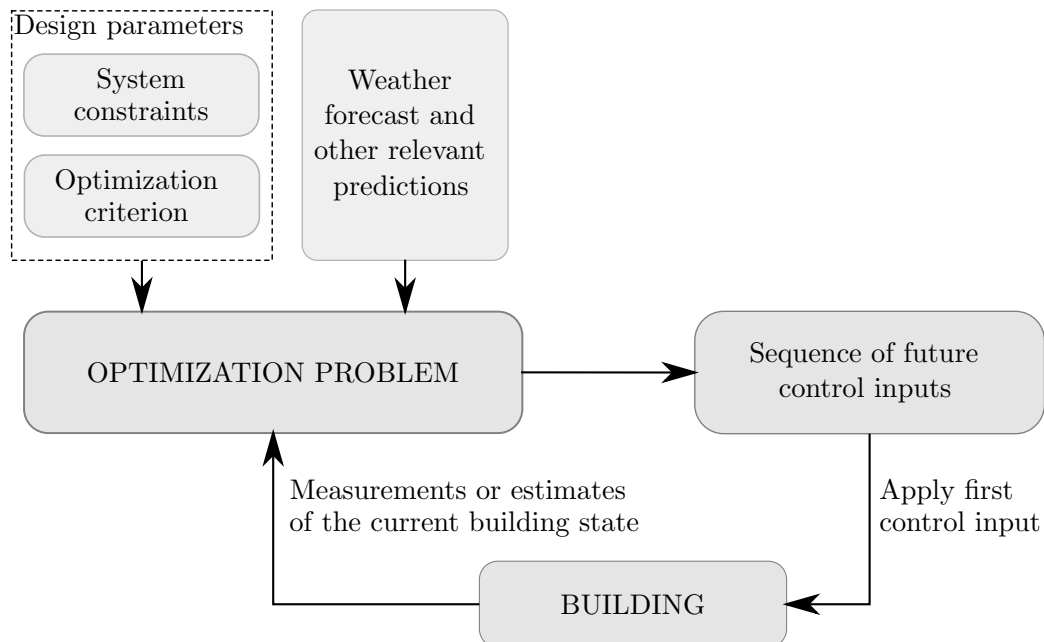 Design parameters
System
constraints
Optimization
criterion
Weather
forecast and
other relevant
predictions
OPTIMIZATION PROBLEM
Sequence of future
control inputs
Measurements or estimates
of the current building state
Apply first
control input
BUILDING